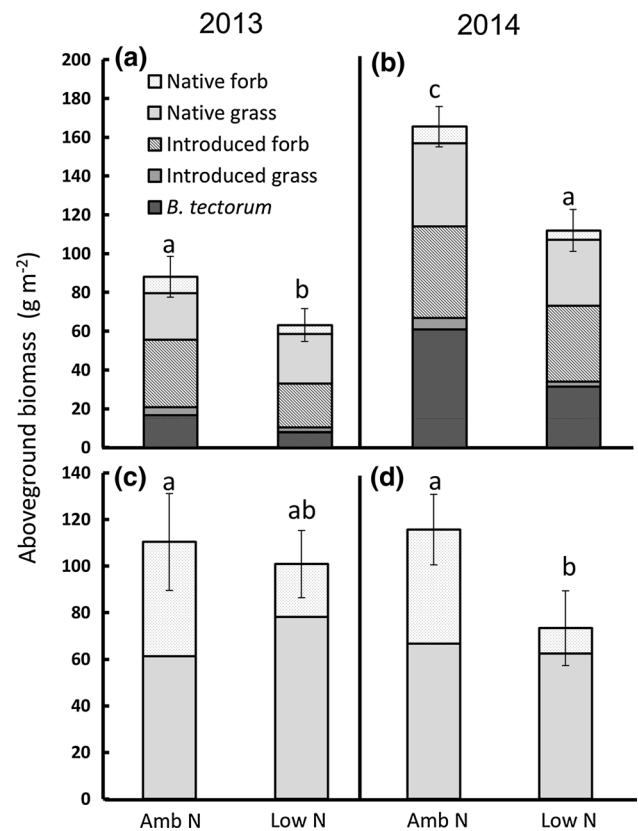 2013 2014
Aboveground biomass (g m⁻²)
200
180
160
140
120
100
80
60
40
20
0
(a)
Native forb
Native grass
Introduced forb
Introduced grass
B. tectorum
a
b
(b)
c
a
140
120
100
80
60
40
20
0
(c)
a
ab
(d)
a
b
Amb N Low N Amb N Low N